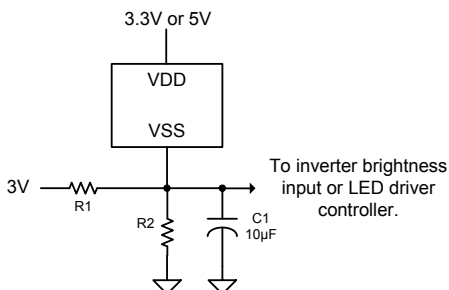 3.3V or 5V
VDD
VSS
3V
R1
R2
C1
10µF
To inverter brightness
input or LED driver
controller.